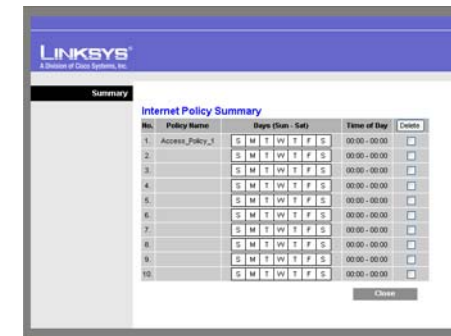 LINKSYS®
A Division of Cisco Systems, Inc.
Summary
Internet Policy Summary
No. Policy Name Days (Sun - Sat) Time of Day Delete
1. Access_Policy_1 S M T W T F S 00:00 - 00:00
2. S M T W T F S 00:00 - 00:00
3. S M T W T F S 00:00 - 00:00
4. S M T W T F S 00:00 - 00:00
5. S M T W T F S 00:00 - 00:00
6. S M T W T F S 00:00 - 00:00
7. S M T W T F S 00:00 - 00:00
8. S M T W T F S 00:00 - 00:00
9. S M T W T F S 00:00 - 00:00
10. S M T W T F S 00:00 - 00:00
Close